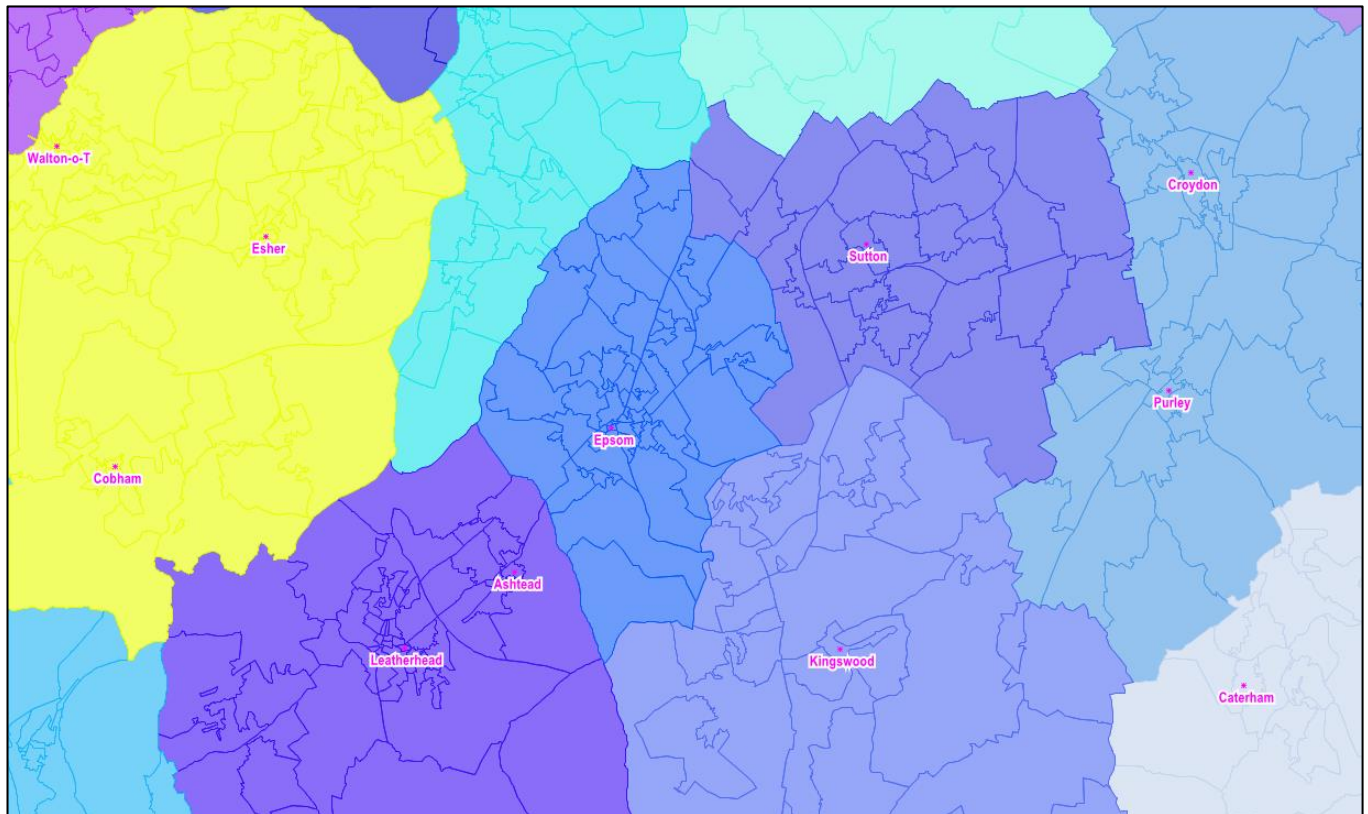 Walton-o-T
Croydon
Esher
Sutton
Purley
Epsom
Cobham
Ashtead
Leatherhead
Kingswood
Caterham